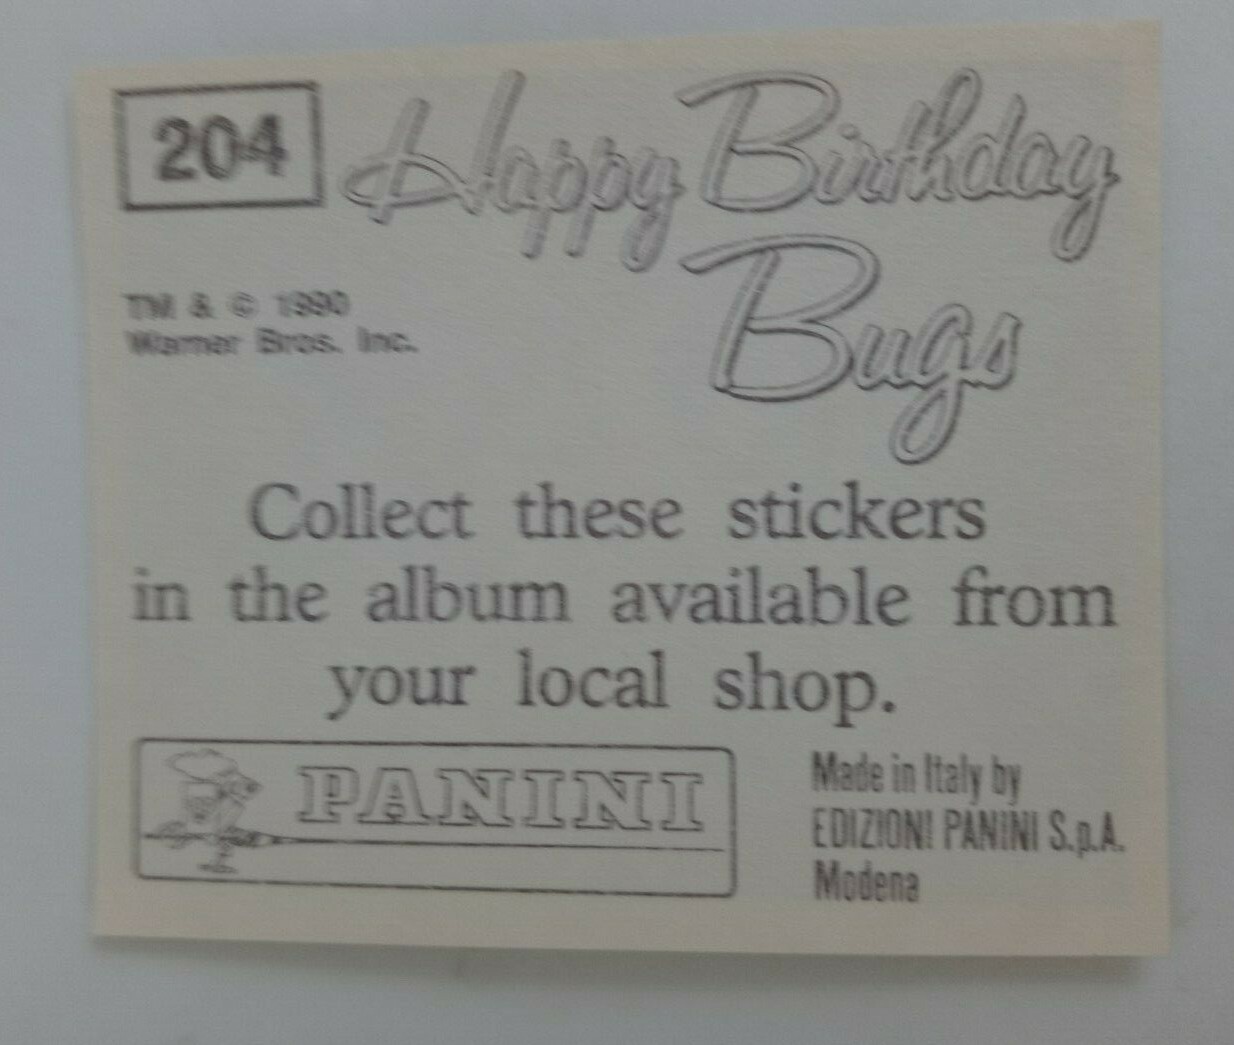 204
Happy Birthday
Bugs
TM & © 1990
Warner Bros. Inc.
Collect these stickers
in the album available from
your local shop.
PANINI
Made in Italy by
EDIZIONI PANINI S.p.A.
Modena